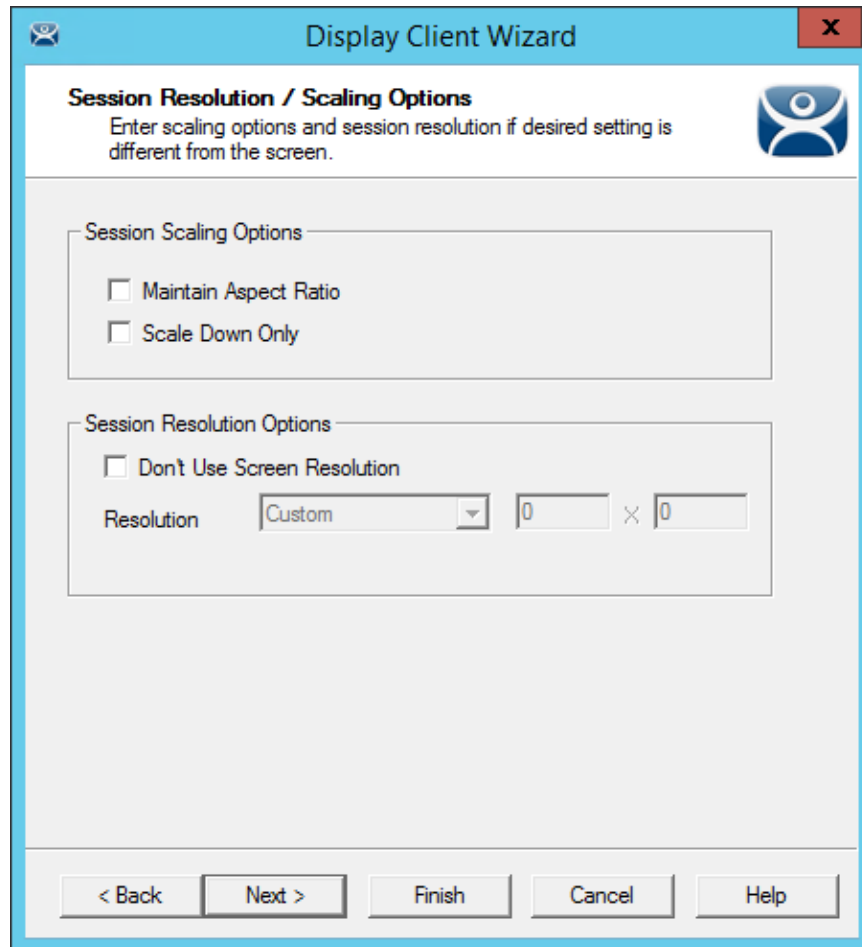 Display Client Wizard
x
Session Resolution / Scaling Options
Enter scaling options and session resolution if desired setting is
different from the screen.
Session Scaling Options
Maintain Aspect Ratio
Scale Down Only
Session Resolution Options
Don't Use Screen Resolution
Resolution Custom 0 X 0
< Back Next > Finish Cancel Help